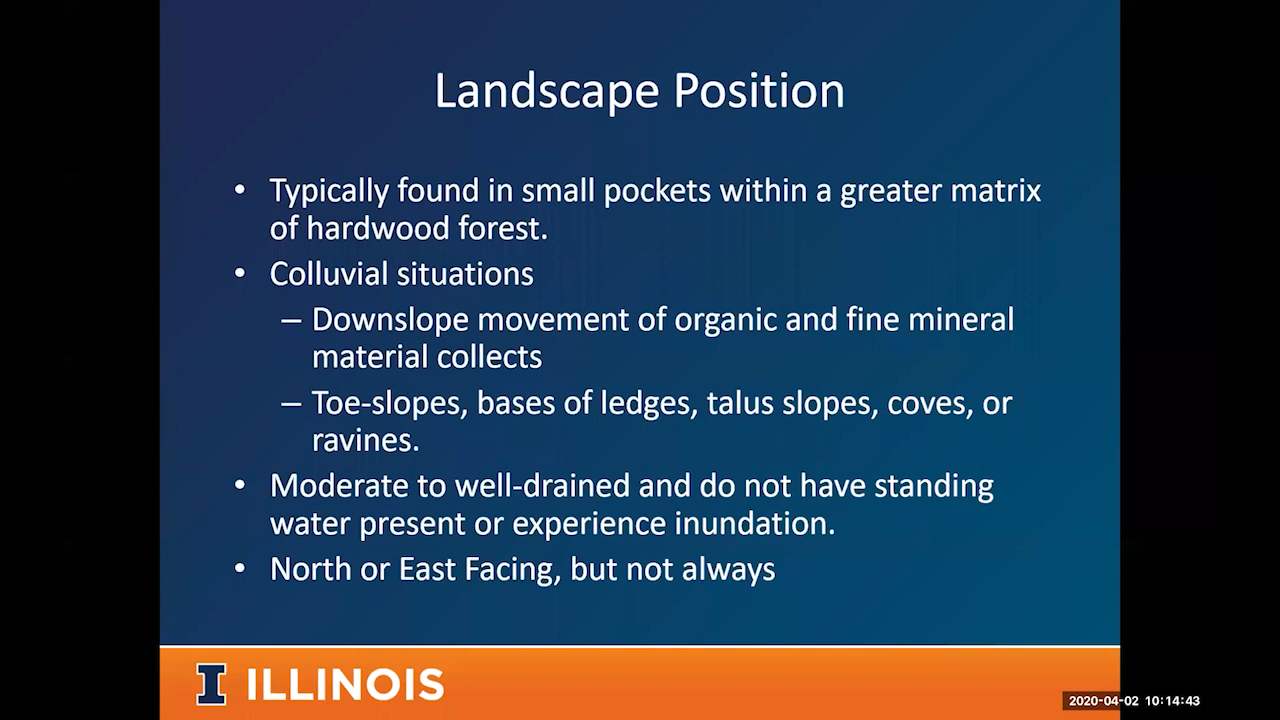 Landscape Position
• Typically found in small pockets within a greater matrix
of hardwood forest.
• Colluvial situations
– Downslope movement of organic and fine mineral
material collects
– Toe-slopes, bases of ledges, talus slopes, coves, or
ravines.
• Moderate to well-drained and do not have standing
water present or experience inundation.
• North or East Facing, but not always
I ILLINOIS
2020-04-02 10:14:43